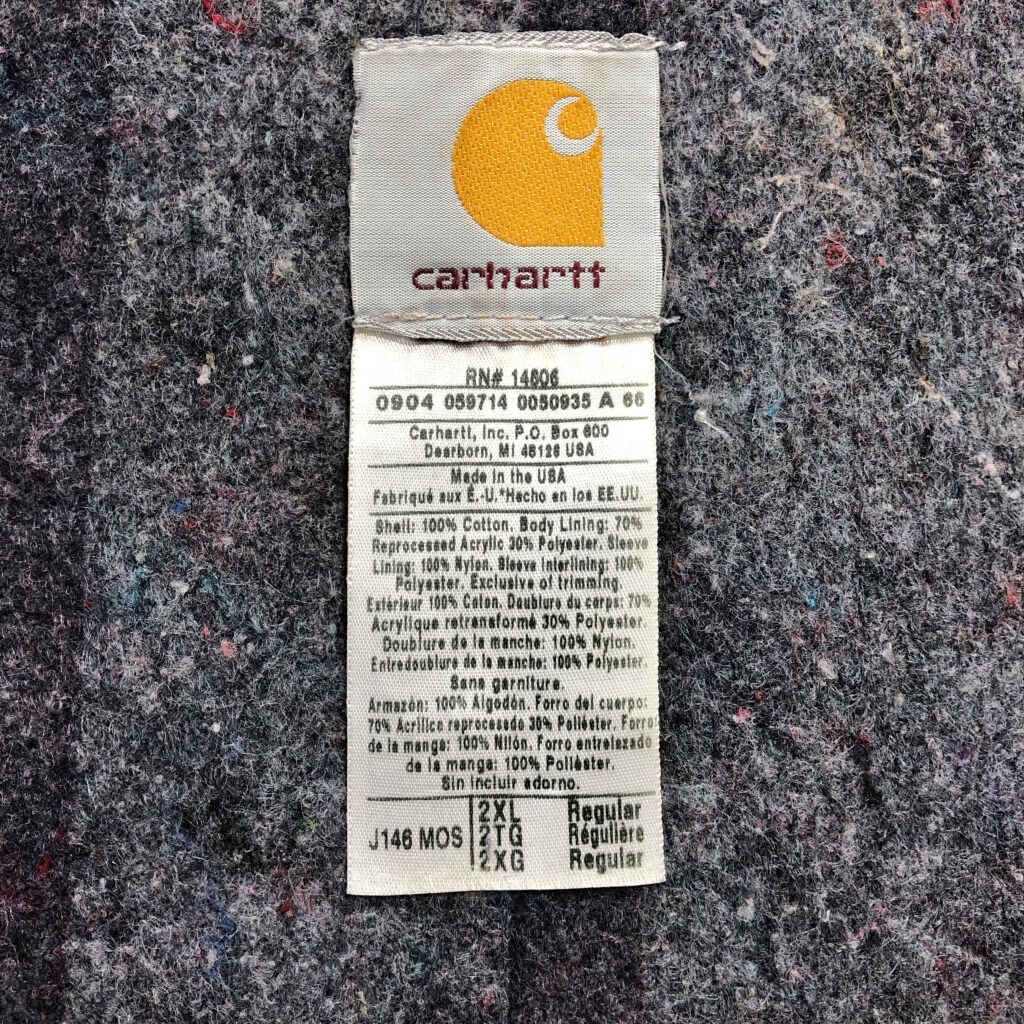 carhartt
RN# 14806
0904 059714 0050935 A 66
Carhartt, Inc. P.O. Box 600
Dearborn, MI 48126 USA
Made in the USA
Fabriqué aux É.-U.*Hecho en los EE.UU.
Shell: 100% Cotton. Body Lining: 70%
Reprocessed Acrylic 30% Polyester. Sleeve
Lining: 100% Nylon. Sleeve Interlining: 100%
Polyester. Exclusive of trimming.
Extérieur 100% Coton. Doublure du corps: 70%
Acrylique retransformé 30% Polyester.
Doublure de la manche: 100% Nylon.
Entredoublure de la manche: 100% Polyester.
Sans garniture.
Armazón: 100% Algodón. Forro del cuerpo:
70% Acrílico reprocesado 30% Poliéster. Forro
de la manga: 100% Nilón. Forro entrelazado
de la manga: 100% Poliéster.
Sin incluir adorno.
J146 MOS 2XL Regular
2TG Régulière
2XG Regular